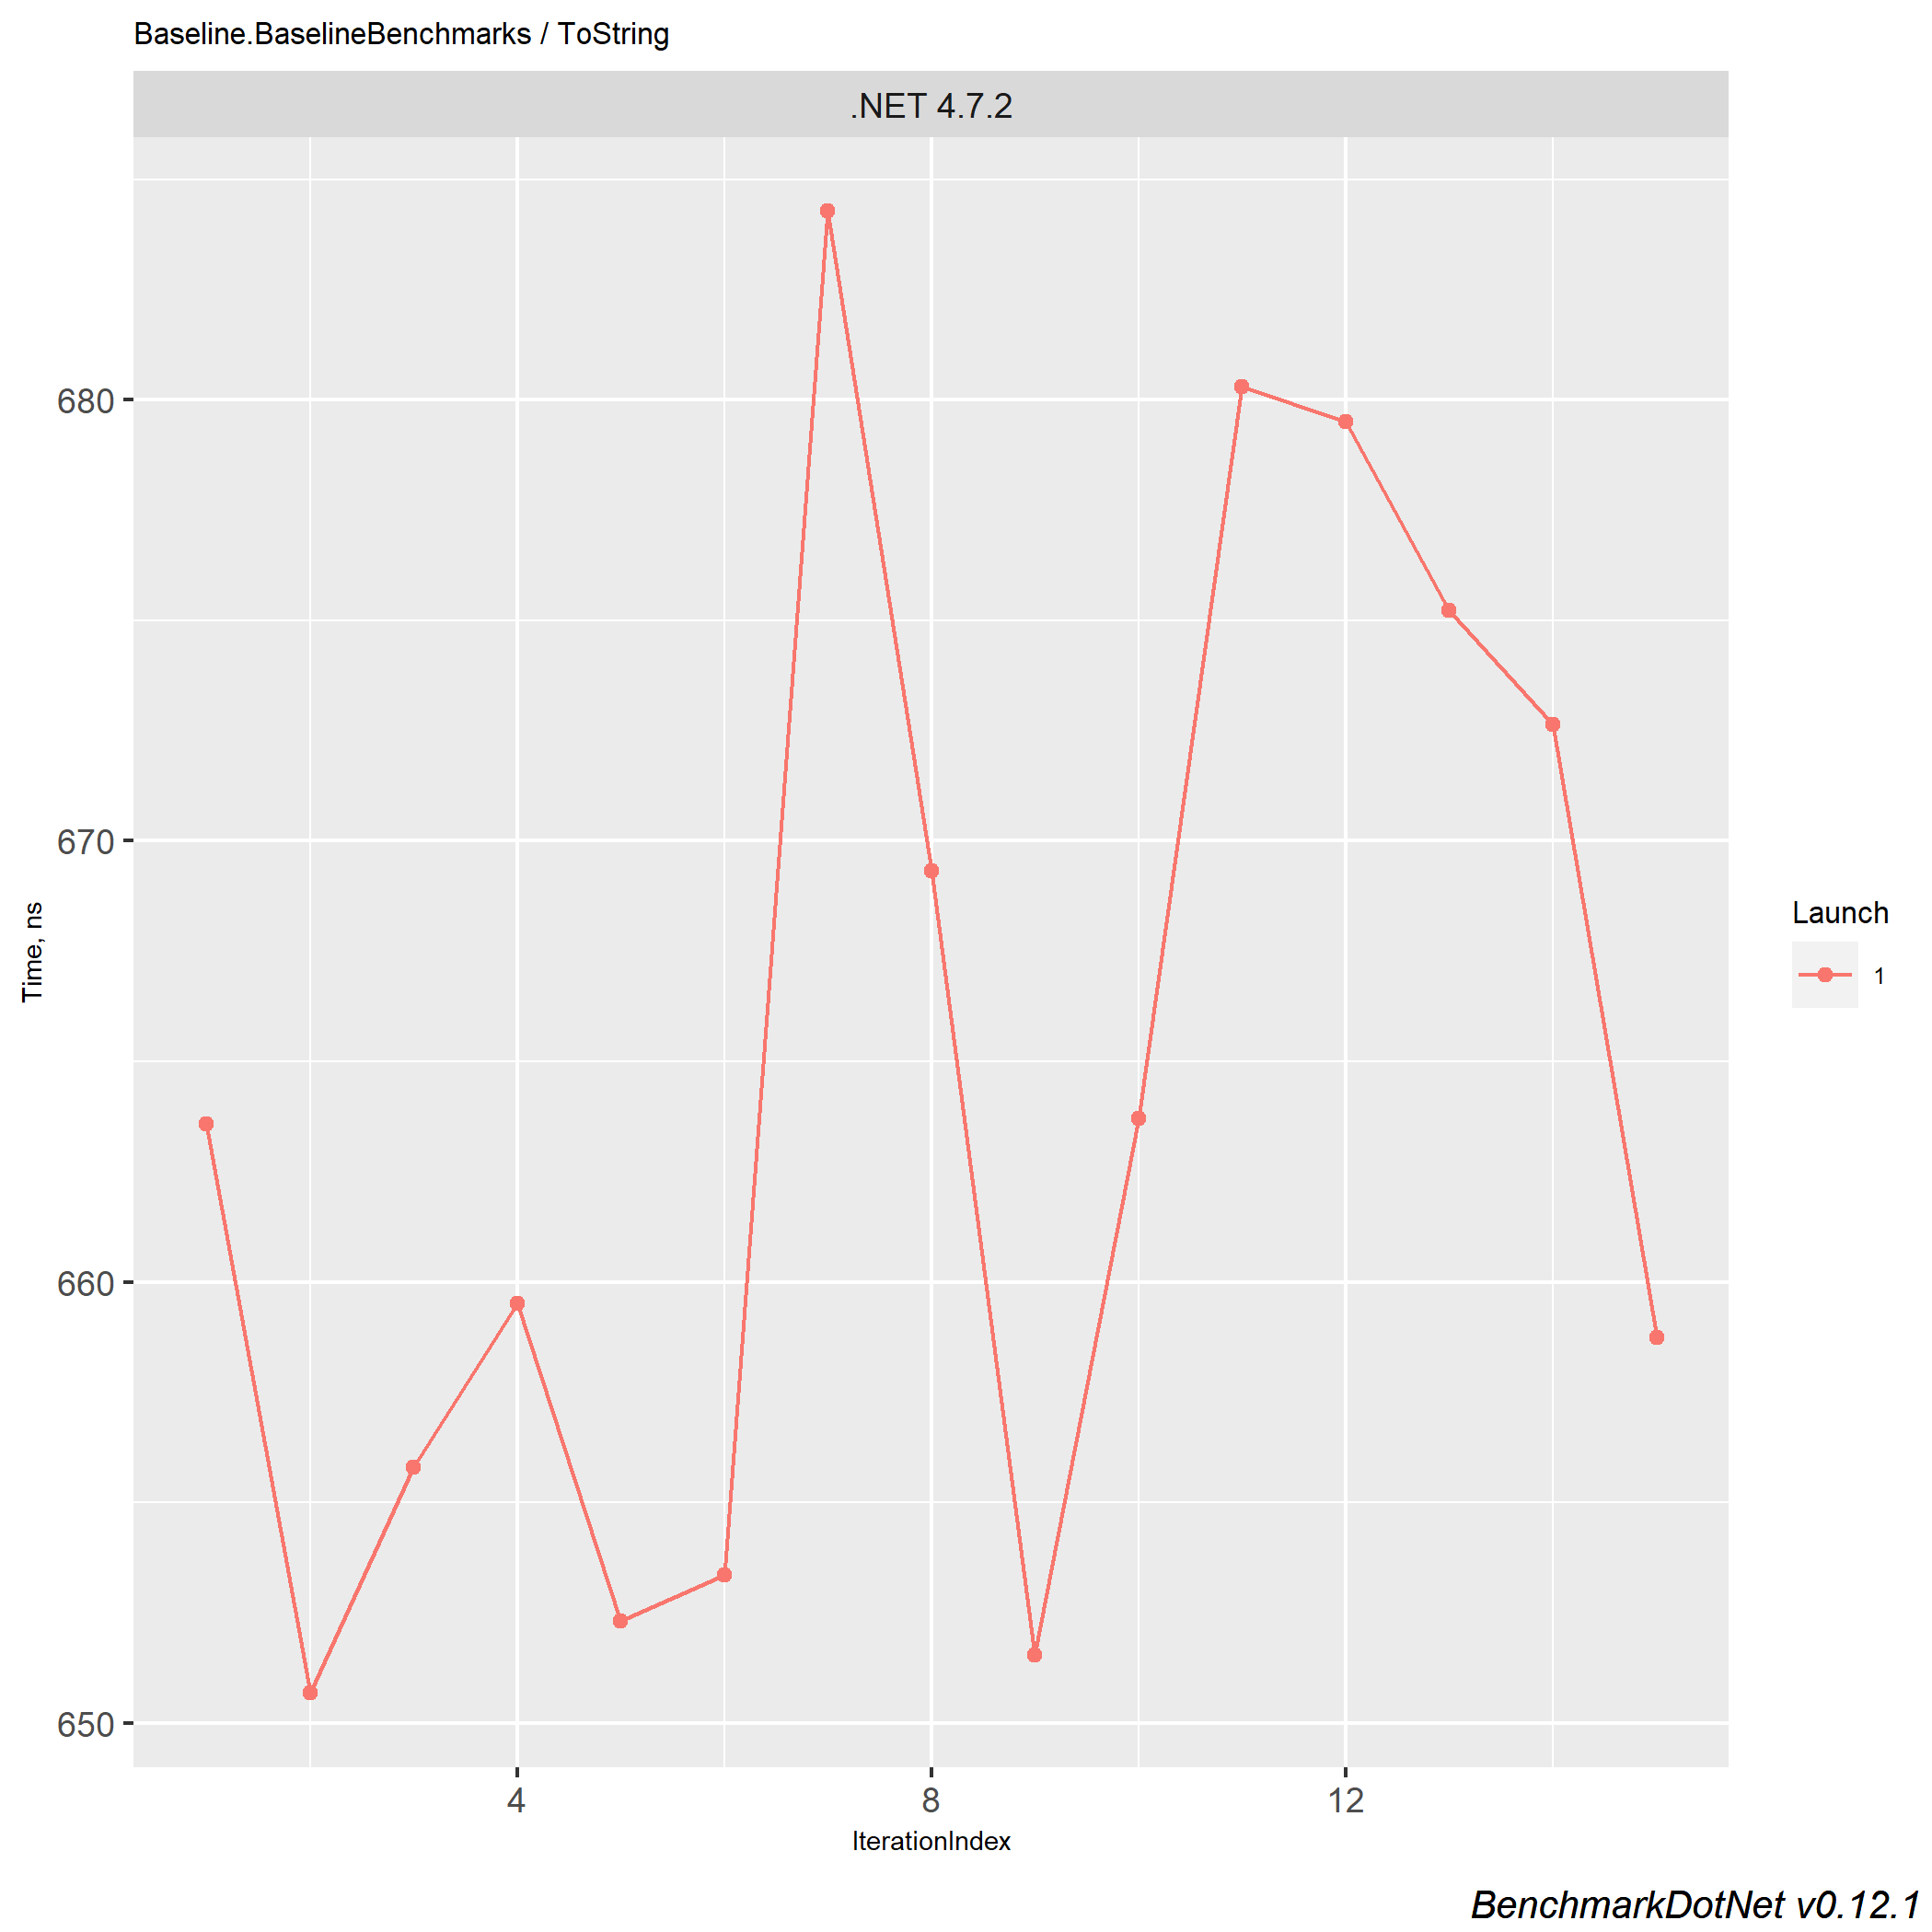 Baseline.BaselineBenchmarks / ToString
.NET 4.7.2
680
670
660
650
Time, ns
4 8 12
IterationIndex
Launch
1
BenchmarkDotNet v0.12.1